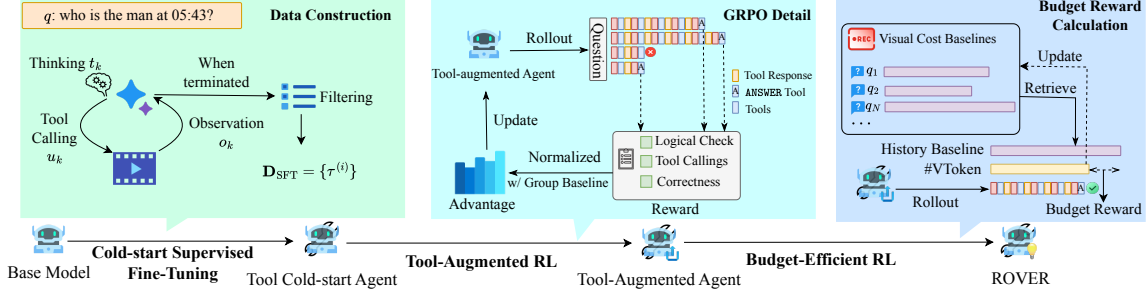 q: who is the man at 05:43?
Data Construction
Thinking t_k
When
terminated
Filtering
Tool
Calling
u_k
Observation
o_k
D_SFT = {τ^(i)}
GRPO Detail
Rollout
Question
A
A
A
Tool-augmented Agent
Tool Response
A ANSWER Tool
Tools
Update
Normalized
w/ Group Baseline
Logical Check
Tool Callings
Correctness
Advantage
Reward
Budget Reward
Calculation
REC
Visual Cost Baselines
Update
q_1
q_2
q_N
...
Retrieve
History Baseline
#VToken
Rollout
A
Budget Reward
Base Model
Cold-start Supervised
Fine-Tuning
Tool Cold-start Agent
Tool-Augmented RL
Tool-Augmented Agent
Budget-Efficient RL
ROVER